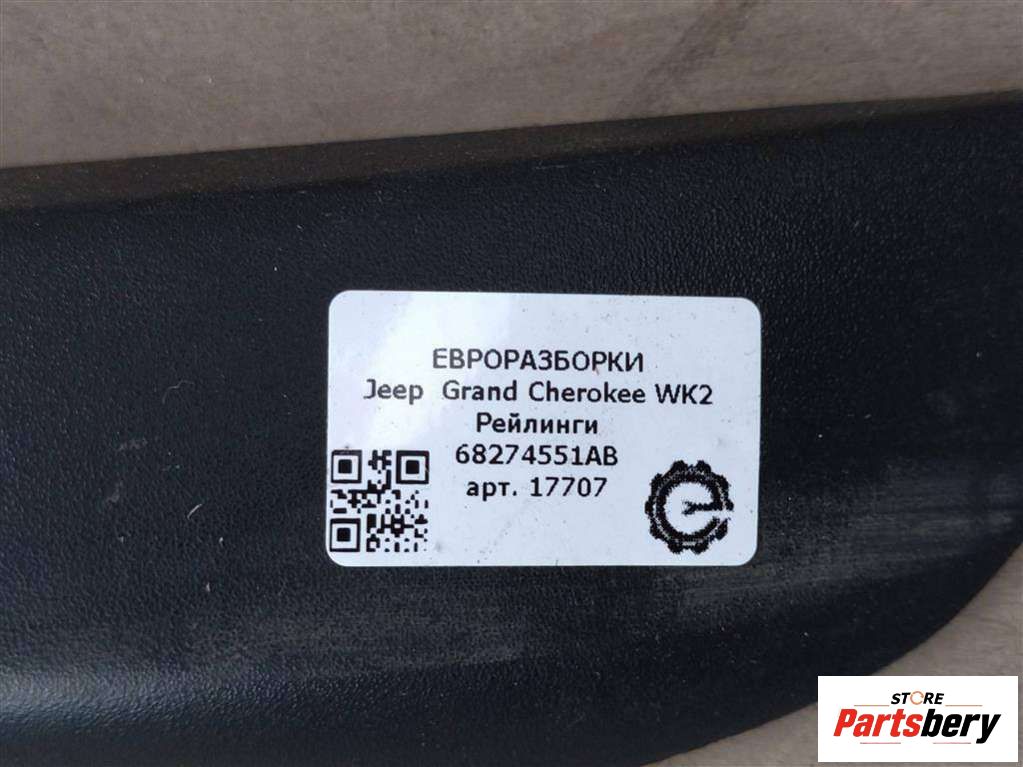 ЕВРОРАЗБОРКИ
Jeep Grand Cherokee WK2
Рейлинги
68274551AB
арт. 17707
STORE
Partsbery